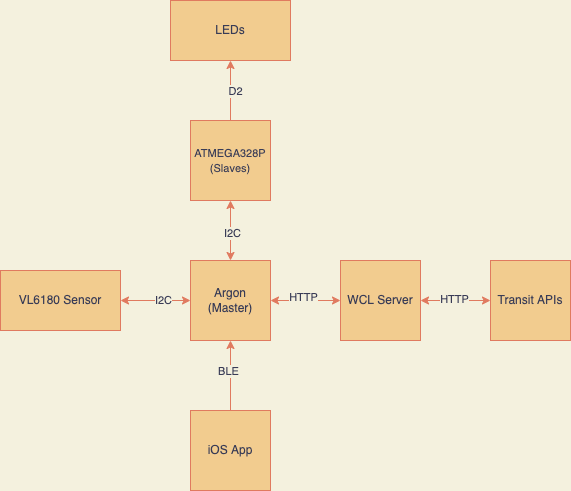 LEDs
D2
ATMEGA328P
(Slaves)
I2C
VL6180 Sensor
I2C
Argon
(Master)
HTTP
WCL Server
HTTP
Transit APIs
BLE
iOS App